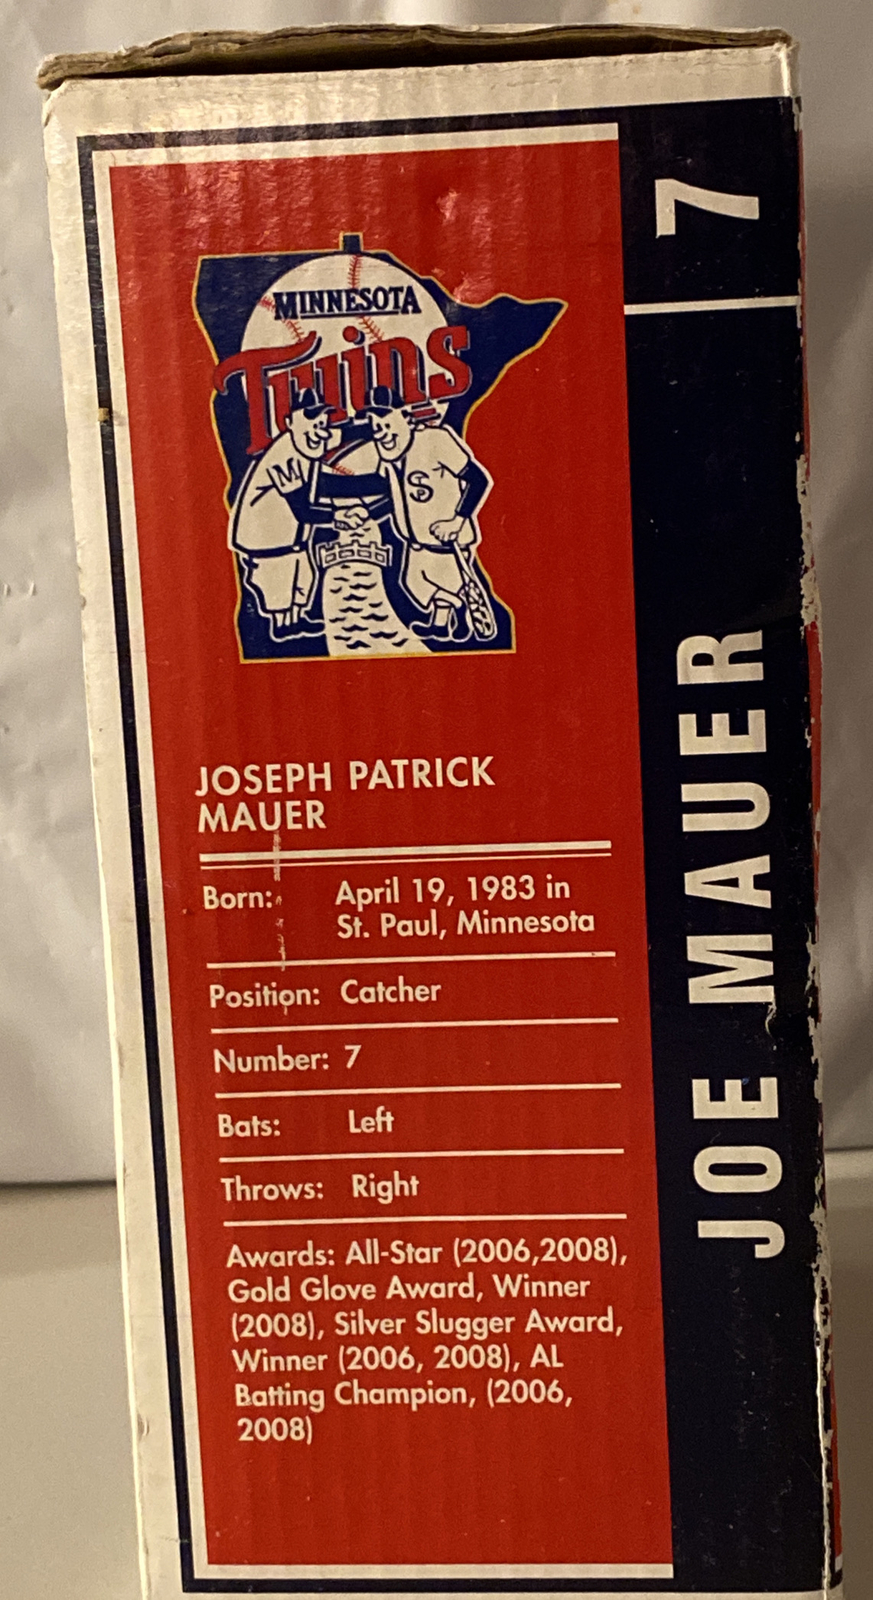 MINNESOTA
Twins
M
S
JOSEPH PATRICK
MAUER
Born: April 19, 1983 in
St. Paul, Minnesota
Position: Catcher
Number: 7
Bats: Left
Throws: Right
Awards: All-Star (2006,2008),
Gold Glove Award, Winner
(2008), Silver Slugger Award,
Winner (2006, 2008), AL
Batting Champion, (2006,
2008)
JOE MAUER
7